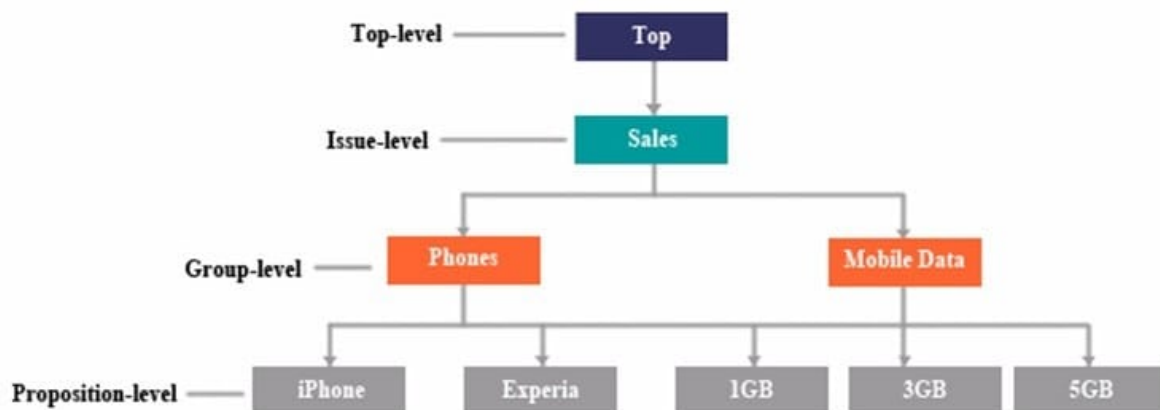 Top-level
Top
Issue-level
Sales
Group-level
Phones
Mobile Data
Proposition-level
iPhone
Experia
1GB
3GB
5GB